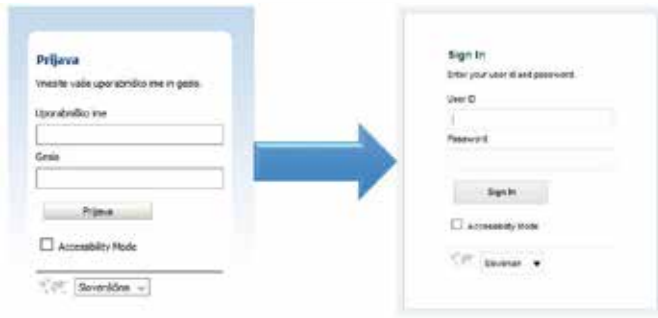 Prijava
Vnesite vaše uporabniško ime in geslo.
Uporabniško ime
Geslo
Prijava
Accessibility Mode
Slovenščina
Sign In
Enter your user id and password.
User ID
Password
Sign In
Accessibility Mode
Slovenian